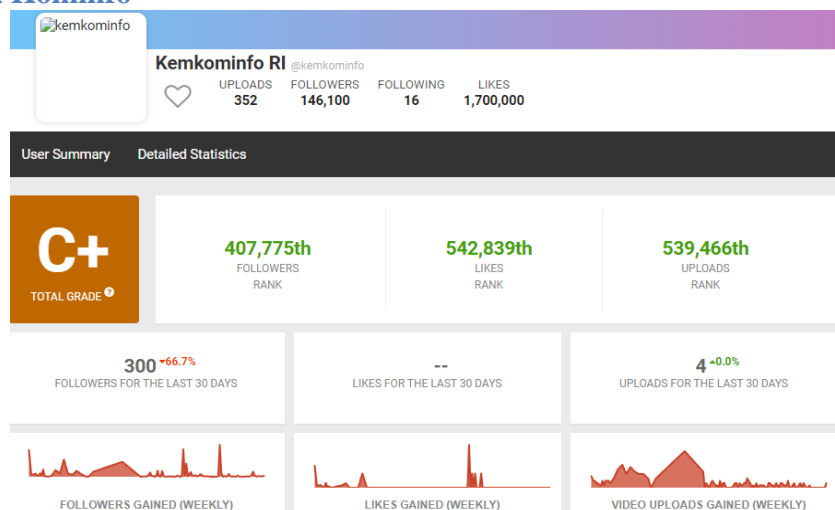 Kominfo
kemkominfo
Kemkominfo RI @kemkominfo
UPLOADS FOLLOWERS FOLLOWING LIKES
352 146,100 16 1,700,000
User Summary Detailed Statistics
C+
TOTAL GRADE ?
407,775th 542,839th 539,466th
FOLLOWERS LIKES UPLOADS
RANK RANK RANK
300 66.7% -- 4 0.0%
FOLLOWERS FOR THE LAST 30 DAYS LIKES FOR THE LAST 30 DAYS UPLOADS FOR THE LAST 30 DAYS
FOLLOWERS GAINED (WEEKLY) LIKES GAINED (WEEKLY) VIDEO UPLOADS GAINED (WEEKLY)